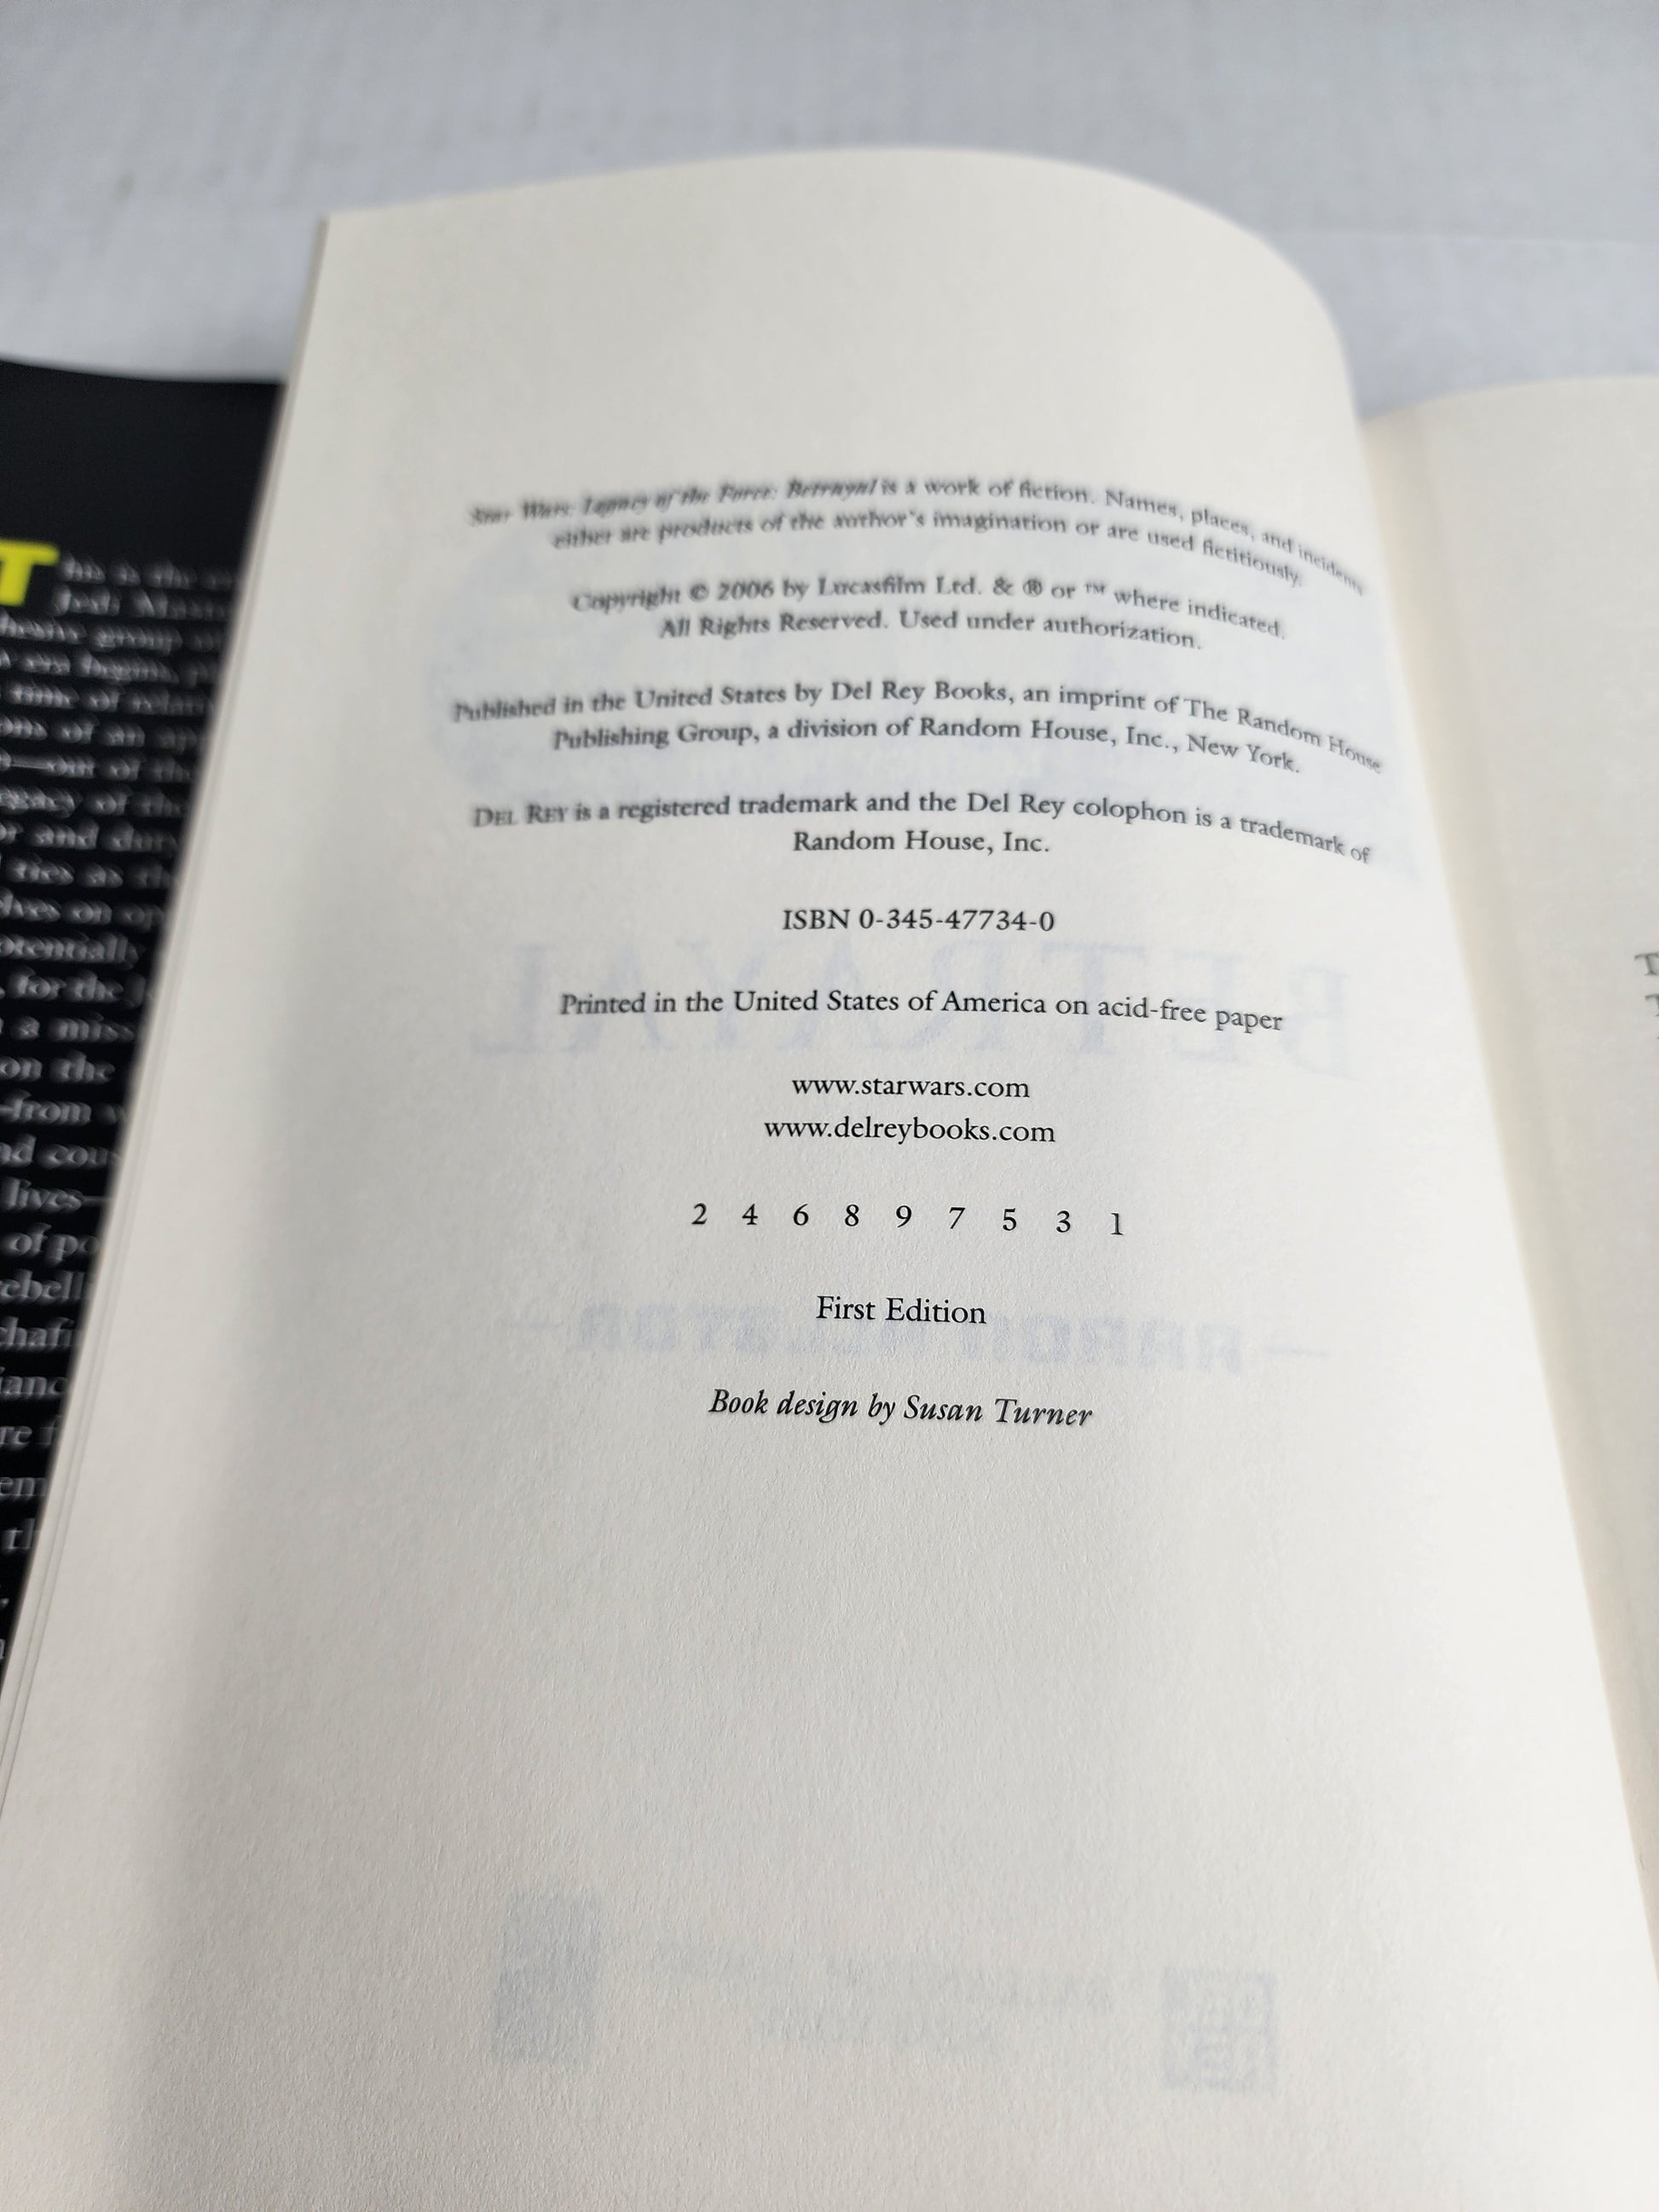 Star Wars: Legacy of the Force: Betrayal is a work of fiction. Names, places, and incidents
either are products of the author's imagination or are used fictitiously.
Copyright © 2006 by Lucasfilm Ltd. & ® or ™ where indicated.
All Rights Reserved. Used under authorization.
Published in the United States by Del Rey Books, an imprint of The Random House
Publishing Group, a division of Random House, Inc., New York.
DEL REY is a registered trademark and the Del Rey colophon is a trademark of
Random House, Inc.
ISBN 0-345-47734-0
Printed in the United States of America on acid-free paper
www.starwars.com
www.delreybooks.com
2 4 6 8 9 7 5 3 1
First Edition
Book design by Susan Turner